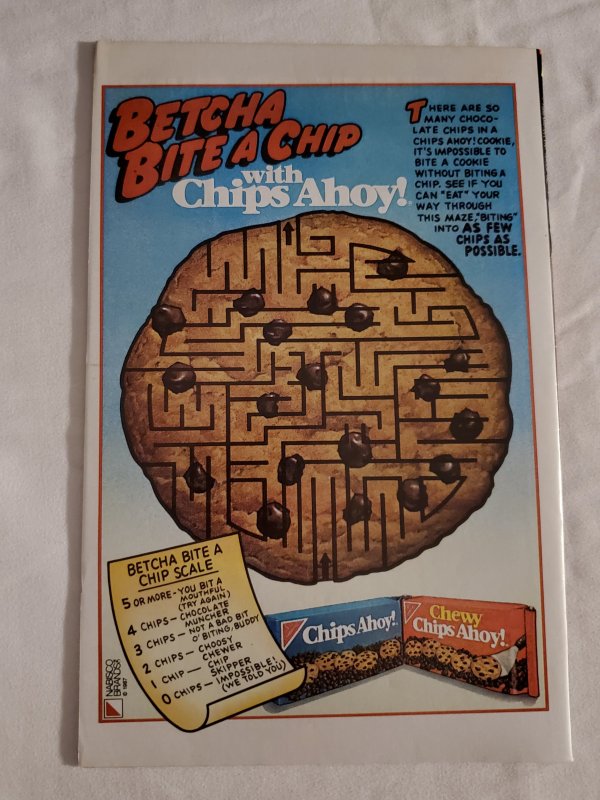 BETCHA
BITE A CHIP
with
Chips Ahoy!
THERE ARE SO
MANY CHOCO-
LATE CHIPS IN A
CHIPS AHOY! COOKIE,
IT'S IMPOSSIBLE TO
BITE A COOKIE
WITHOUT BITING A
CHIP. SEE IF YOU
CAN "EAT" YOUR
WAY THROUGH
THIS MAZE, "BITING"
INTO AS FEW
CHIPS AS
POSSIBLE.
BETCHA BITE A
CHIP SCALE
5 OR MORE - YOU BIT A
MOUTHFUL
(TRY AGAIN)
4 CHIPS - CHOCOLATE
MUNCHER
3 CHIPS - NOT A BAD BIT
O' BITING, BUDDY
2 CHIPS - CHOOSY
CHEWER
1 CHIP - CHIP
SKIPPER
0 CHIPS - IMPOSSIBLE!
(WE TOLD YOU)
Chips Ahoy!
Chewy
Chips Ahoy!
NABISCO
BRANDS
© 1987